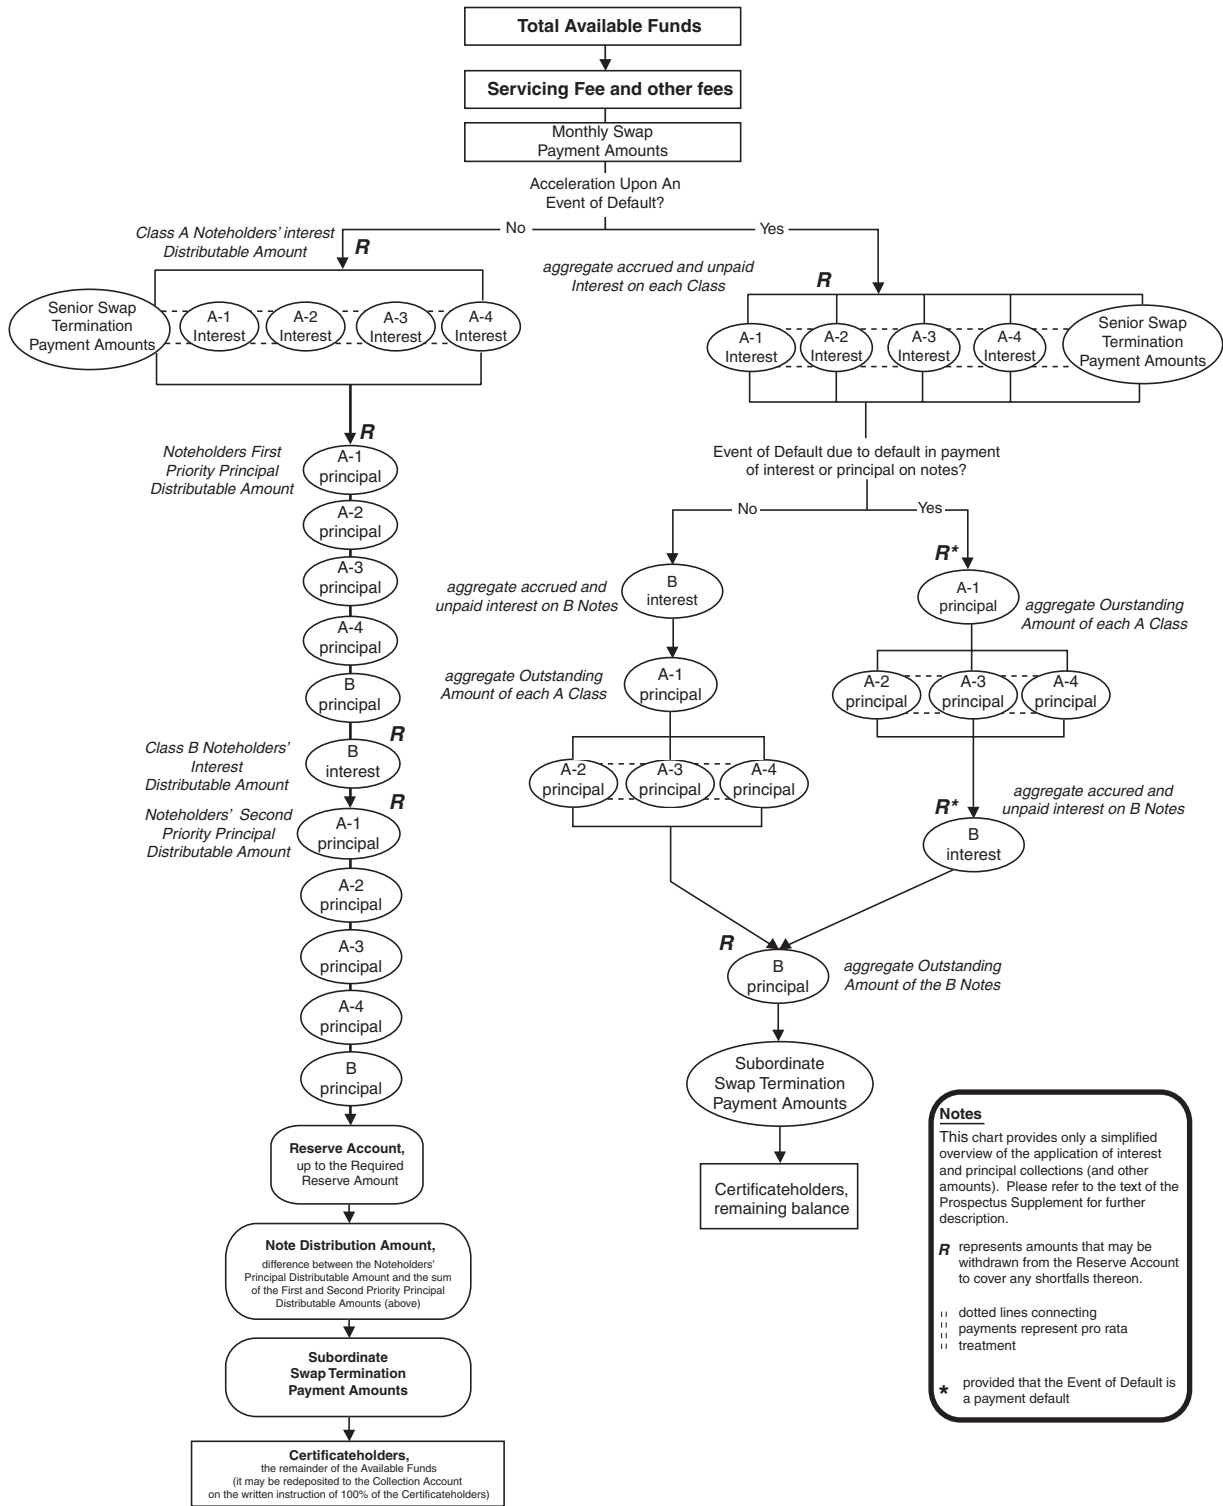 Total Available Funds
Servicing Fee and other fees
Monthly Swap
Payment Amounts
Acceleration Upon An
Event of Default?
No
Yes
Class A Noteholders' interest
Distributable Amount
R
Senior Swap
Termination
Payment Amounts
A-1
Interest
A-2
Interest
A-3
Interest
A-4
Interest
R
Noteholders First
Priority Principal
Distributable Amount
A-1
principal
A-2
principal
A-3
principal
A-4
principal
B
principal
R
Class B Noteholders'
Interest
Distributable Amount
B
interest
R
Noteholders' Second
Priority Principal
Distributable Amount
A-1
principal
A-2
principal
A-3
principal
A-4
principal
B
principal
Reserve Account,
up to the Required
Reserve Amount
Note Distribution Amount,
difference between the Noteholders'
Principal Distributable Amount and the sum
of the First and Second Priority Principal
Distributable Amounts (above)
Subordinate
Swap Termination
Payment Amounts
Certificateholders,
the remainder of the Available Funds
(it may be redeposited to the Collection Account
on the written instruction of 100% of the Certificateholders)
aggregate accrued and unpaid
Interest on each Class
R
A-1
Interest
A-2
Interest
A-3
Interest
A-4
Interest
Senior Swap
Termination
Payment Amounts
Event of Default due to default in payment
of interest or principal on notes?
No
Yes
aggregate accrued and
unpaid interest on B Notes
B
interest
aggregate Outstanding
Amount of each A Class
A-1
principal
A-2
principal
A-3
principal
A-4
principal
R*
A-1
principal
aggregate Ourstanding
Amount of each A Class
A-2
principal
A-3
principal
A-4
principal
aggregate accured and
unpaid interest on B Notes
R*
B
interest
R
B
principal
aggregate Outstanding
Amount of the B Notes
Subordinate
Swap Termination
Payment Amounts
Certificateholders,
remaining balance
Notes
This chart provides only a simplified
overview of the application of interest
and principal collections (and other
amounts). Please refer to the text of the
Prospectus Supplement for further
description.
R represents amounts that may be
withdrawn from the Reserve Account
to cover any shortfalls thereon.
dotted lines connecting
payments represent pro rata
treatment
* provided that the Event of Default is
a payment default